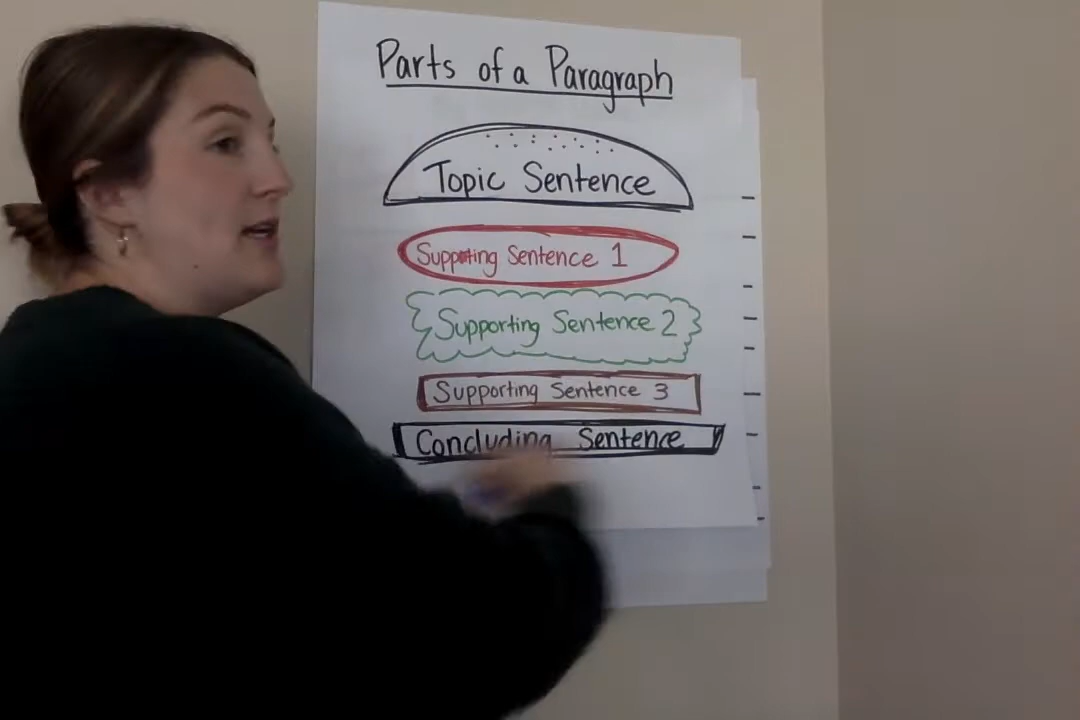 Parts of a Paragraph
Topic Sentence
Supporting Sentence 1
Supporting Sentence 2
Supporting Sentence 3
Concluding Sentence